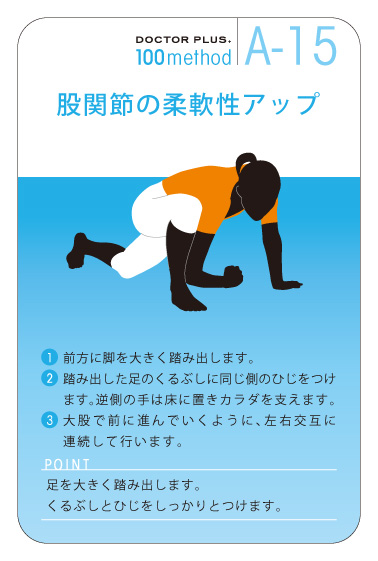 DOCTOR PLUS.
100method
A-15
股関節の柔軟性アップ
1 前方に脚を大きく踏み出します。
2 踏み出した足のくるぶしに同じ側のひじをつけ
ます。逆側の手は床に置きカラダを支えます。
3 大股で前に進んでいくように、左右交互に
連続して行います。
POINT
足を大きく踏み出します。
くるぶしとひじをしっかりとつけます。